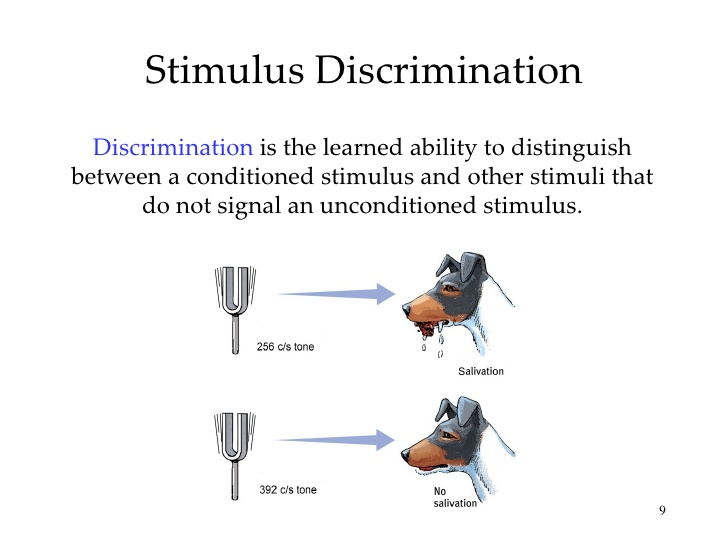 Stimulus Discrimination
Discrimination is the learned ability to distinguish
between a conditioned stimulus and other stimuli that
do not signal an unconditioned stimulus.
256 c/s tone
Salivation
392 c/s tone
No
salivation
9